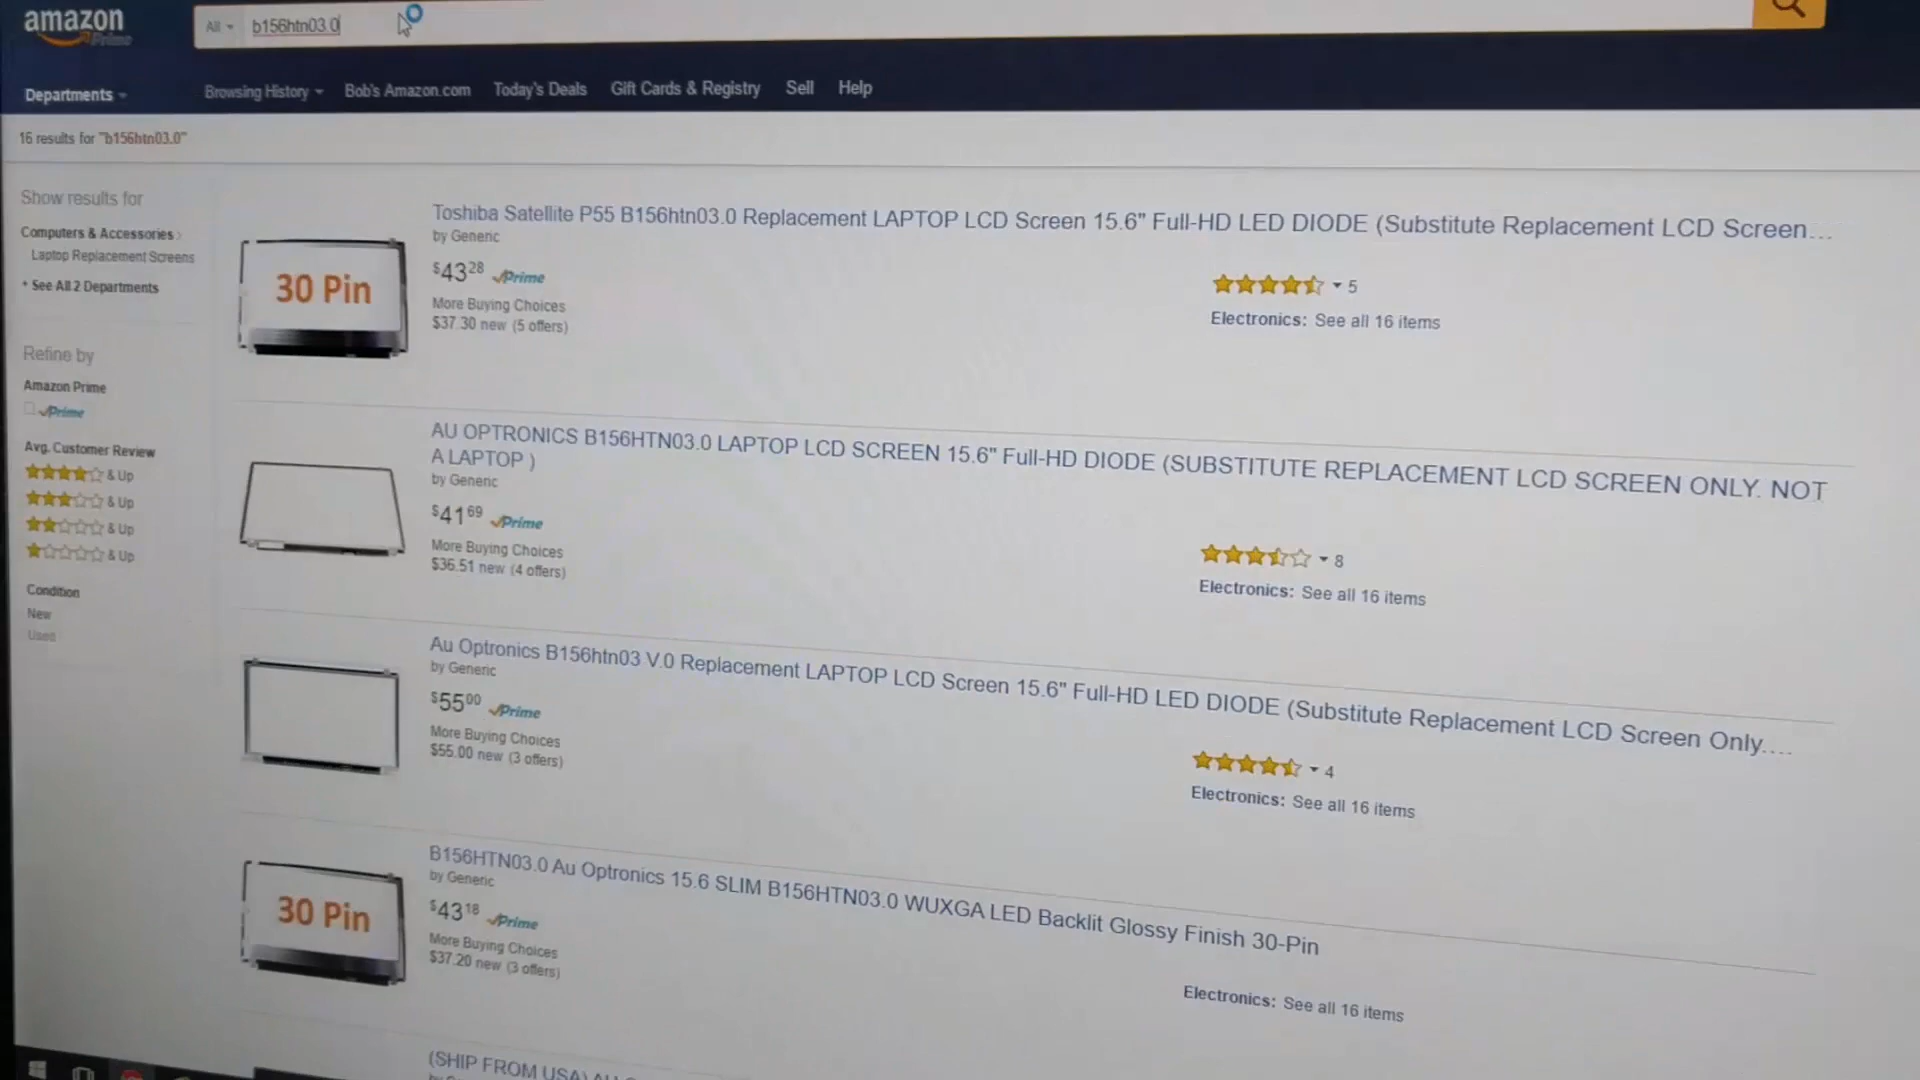 amazon
Prime
All
b156htn03.0
Departments
Browsing History
Bob's Amazon.com
Today's Deals
Gift Cards & Registry
Sell
Help
16 results for "b156htn03.0"
Show results for
Computers & Accessories ›
Laptop Replacement Screens
+ See All 2 Departments
Refine by
Amazon Prime
Prime
Avg. Customer Review
& Up
& Up
& Up
& Up
Condition
New
Used
30 Pin
Toshiba Satellite P55 B156htn03.0 Replacement LAPTOP LCD Screen 15.6" Full-HD LED DIODE (Substitute Replacement LCD Screen...
by Generic
$43 28 Prime
More Buying Choices
$37.30 new (5 offers)
5
Electronics: See all 16 items
AU OPTRONICS B156HTN03.0 LAPTOP LCD SCREEN 15.6" Full-HD DIODE (SUBSTITUTE REPLACEMENT LCD SCREEN ONLY. NOT
A LAPTOP )
by Generic
$41 69 Prime
More Buying Choices
$36.51 new (4 offers)
8
Electronics: See all 16 items
Au Optronics B156htn03 V.0 Replacement LAPTOP LCD Screen 15.6" Full-HD LED DIODE (Substitute Replacement LCD Screen Only....
by Generic
$55 00 Prime
More Buying Choices
$55.00 new (3 offers)
4
Electronics: See all 16 items
30 Pin
B156HTN03.0 Au Optronics 15.6 SLIM B156HTN03.0 WUXGA LED Backlit Glossy Finish 30-Pin
by Generic
$43 18 Prime
More Buying Choices
$37.20 new (3 offers)
Electronics: See all 16 items
(SHIP FROM USA)